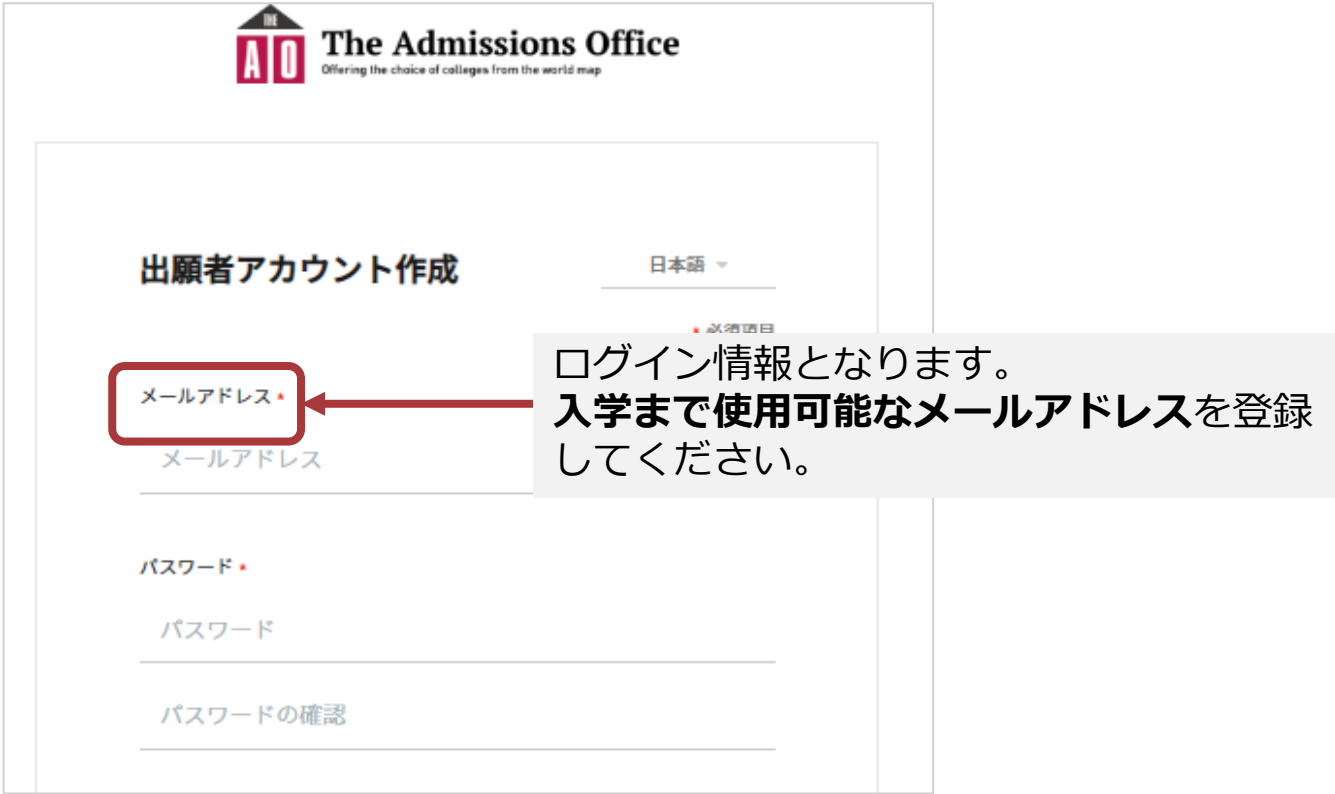 THE
AO
The Admissions Office
Offering the choice of colleges from the world map
出願者アカウント作成
日本語
* 必須項目
メールアドレス *
ログイン情報となります。
入学まで使用可能なメールアドレスを登録
してください。
メールアドレス
パスワード *
パスワード
パスワードの確認